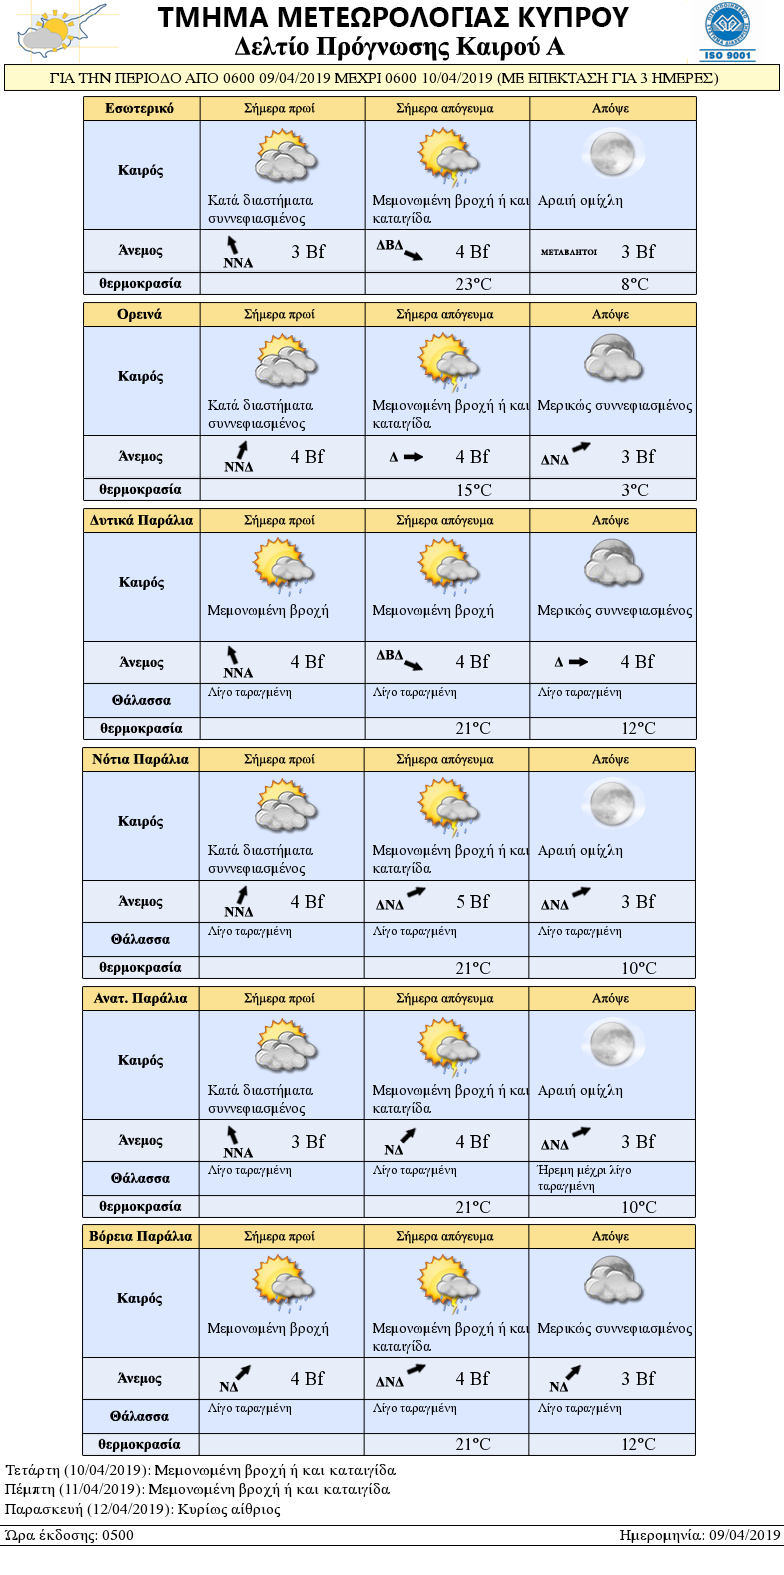 ΤΜΗΜΑ ΜΕΤΕΩΡΟΛΟΓΙΑΣ ΚΥΠΡΟΥ
Δελτίο Πρόγνωσης Καιρού Α
ISO 9001
ΓΙΑ ΤΗΝ ΠΕΡΙΟΔΟ ΑΠΟ 0600 09/04/2019 ΜΕΧΡΙ 0600 10/04/2019 (ΜΕ ΕΠΕΚΤΑΣΗ ΓΙΑ 3 ΗΜΕΡΕΣ)
Εσωτερικό Σήμερα πρωί Σήμερα απόγευμα Απόψε
Καιρός
Κατά διαστήματα Μεμονωμένη βροχή ή και Αραιή ομίχλη
συννεφιασμένος καταιγίδα
Άνεμος ΝΝΑ 3 Bf ΔΒΔ 4 Bf ΜΕΤΑΒΛΗΤΟΙ 3 Bf
θερμοκρασία 23°C 8°C
Ορεινά Σήμερα πρωί Σήμερα απόγευμα Απόψε
Καιρός
Κατά διαστήματα Μεμονωμένη βροχή ή και Μερικώς συννεφιασμένος
συννεφιασμένος καταιγίδα
Άνεμος ΝΝΔ 4 Bf Δ 4 Bf ΔΝΔ 3 Bf
θερμοκρασία 15°C 3°C
Δυτικά Παράλια Σήμερα πρωί Σήμερα απόγευμα Απόψε
Καιρός
Μεμονωμένη βροχή Μεμονωμένη βροχή Μερικώς συννεφιασμένος
Άνεμος ΝΝΑ 4 Bf ΔΒΔ 4 Bf Δ 4 Bf
Θάλασσα Λίγο ταραγμένη Λίγο ταραγμένη Λίγο ταραγμένη
θερμοκρασία 21°C 12°C
Νότια Παράλια Σήμερα πρωί Σήμερα απόγευμα Απόψε
Καιρός
Κατά διαστήματα Μεμονωμένη βροχή ή και Αραιή ομίχλη
συννεφιασμένος καταιγίδα
Άνεμος ΝΝΔ 4 Bf ΔΝΔ 5 Bf ΔΝΔ 3 Bf
Θάλασσα Λίγο ταραγμένη Λίγο ταραγμένη Λίγο ταραγμένη
θερμοκρασία 21°C 10°C
Ανατ. Παράλια Σήμερα πρωί Σήμερα απόγευμα Απόψε
Καιρός
Κατά διαστήματα Μεμονωμένη βροχή ή και Αραιή ομίχλη
συννεφιασμένος καταιγίδα
Άνεμος ΝΝΑ 3 Bf ΝΔ 4 Bf ΔΝΔ 3 Bf
Θάλασσα Λίγο ταραγμένη Λίγο ταραγμένη Ήρεμη μέχρι λίγο
ταραγμένη
θερμοκρασία 21°C 10°C
Βόρεια Παράλια Σήμερα πρωί Σήμερα απόγευμα Απόψε
Καιρός
Μεμονωμένη βροχή Μεμονωμένη βροχή ή και Μερικώς συννεφιασμένος
καταιγίδα
Άνεμος ΝΔ 4 Bf ΔΝΔ 4 Bf ΝΔ 3 Bf
Θάλασσα Λίγο ταραγμένη Λίγο ταραγμένη Λίγο ταραγμένη
θερμοκρασία 21°C 12°C
Τετάρτη (10/04/2019): Μεμονωμένη βροχή ή και καταιγίδα
Πέμπτη (11/04/2019): Μεμονωμένη βροχή ή και καταιγίδα
Παρασκευή (12/04/2019): Κυρίως αίθριος
Ώρα έκδοσης: 0500 Ημερομηνία: 09/04/2019